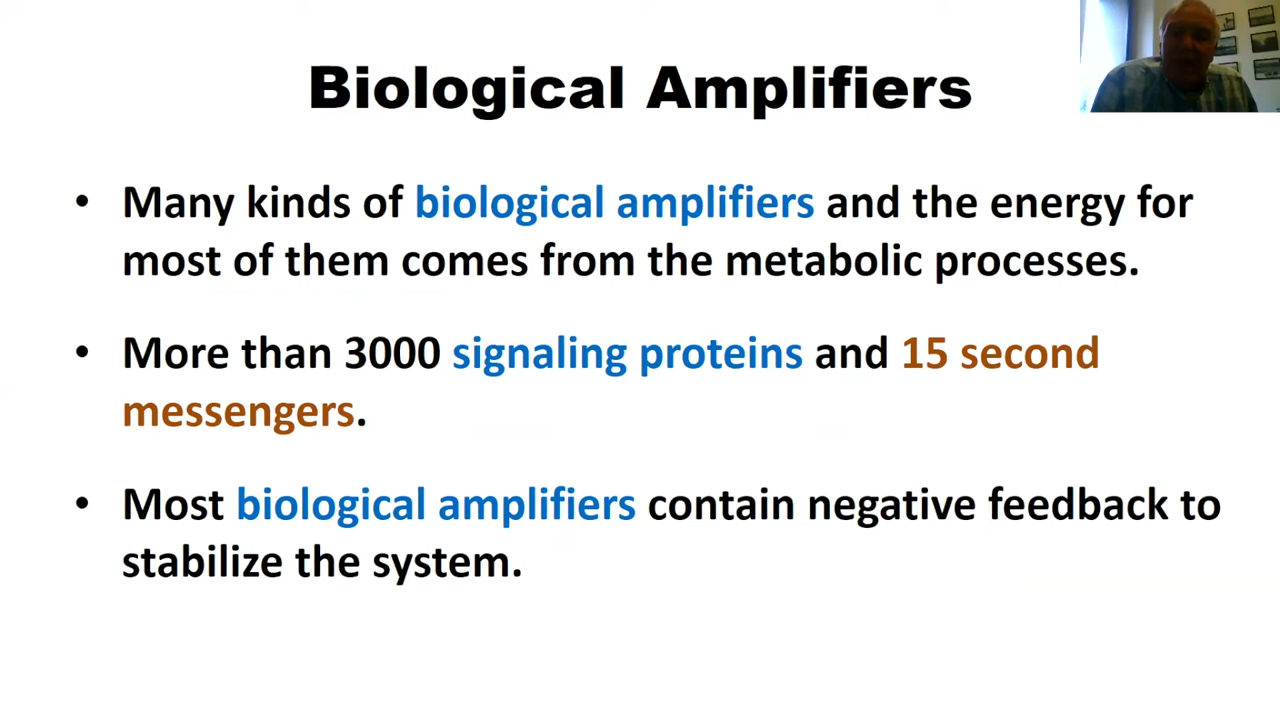 Biological Amplifiers
• Many kinds of biological amplifiers and the energy for
most of them comes from the metabolic processes.
• More than 3000 signaling proteins and 15 second
messengers.
• Most biological amplifiers contain negative feedback to
stabilize the system.